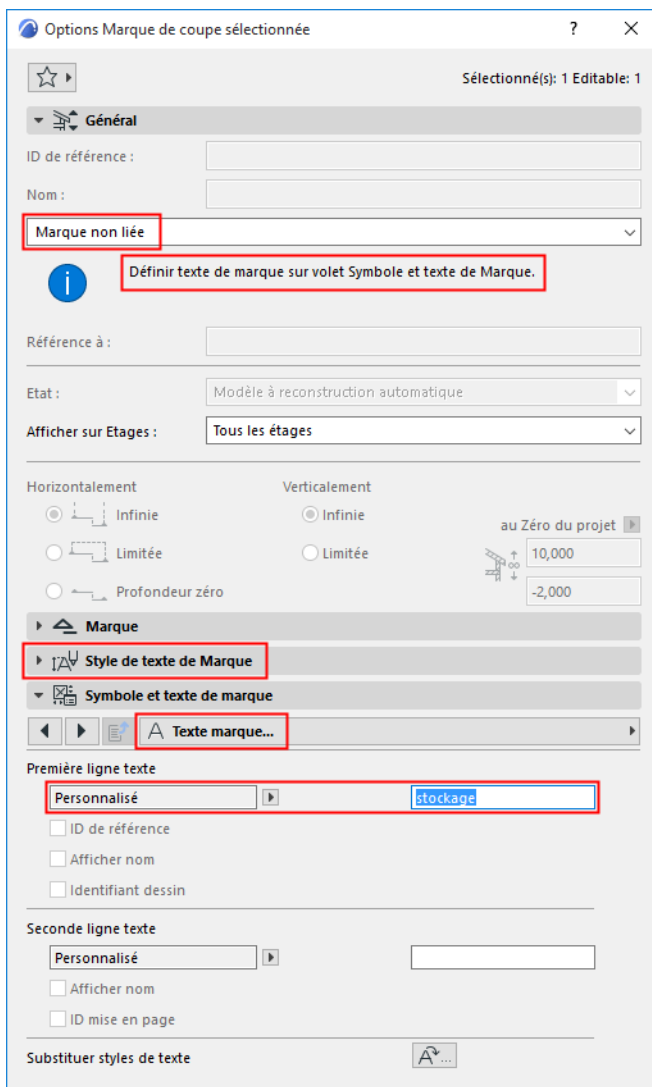 Options Marque de coupe sélectionnée
Sélectionné(s): 1 Editable: 1
Général
ID de référence :
Nom :
Marque non liée
Définir texte de marque sur volet Symbole et texte de Marque.
Référence à :
Etat : Modèle à reconstruction automatique
Afficher sur Etages : Tous les étages
Horizontalement Verticalement
Infinie Infinie au Zéro du projet
Limitée Limitée 10,000
Profondeur zéro -2,000
Marque
Style de texte de Marque
Symbole et texte de marque
Texte marque...
Première ligne texte
Personnalisé stockage
ID de référence
Afficher nom
Identifiant dessin
Seconde ligne texte
Personnalisé
Afficher nom
ID mise en page
Substituer styles de texte